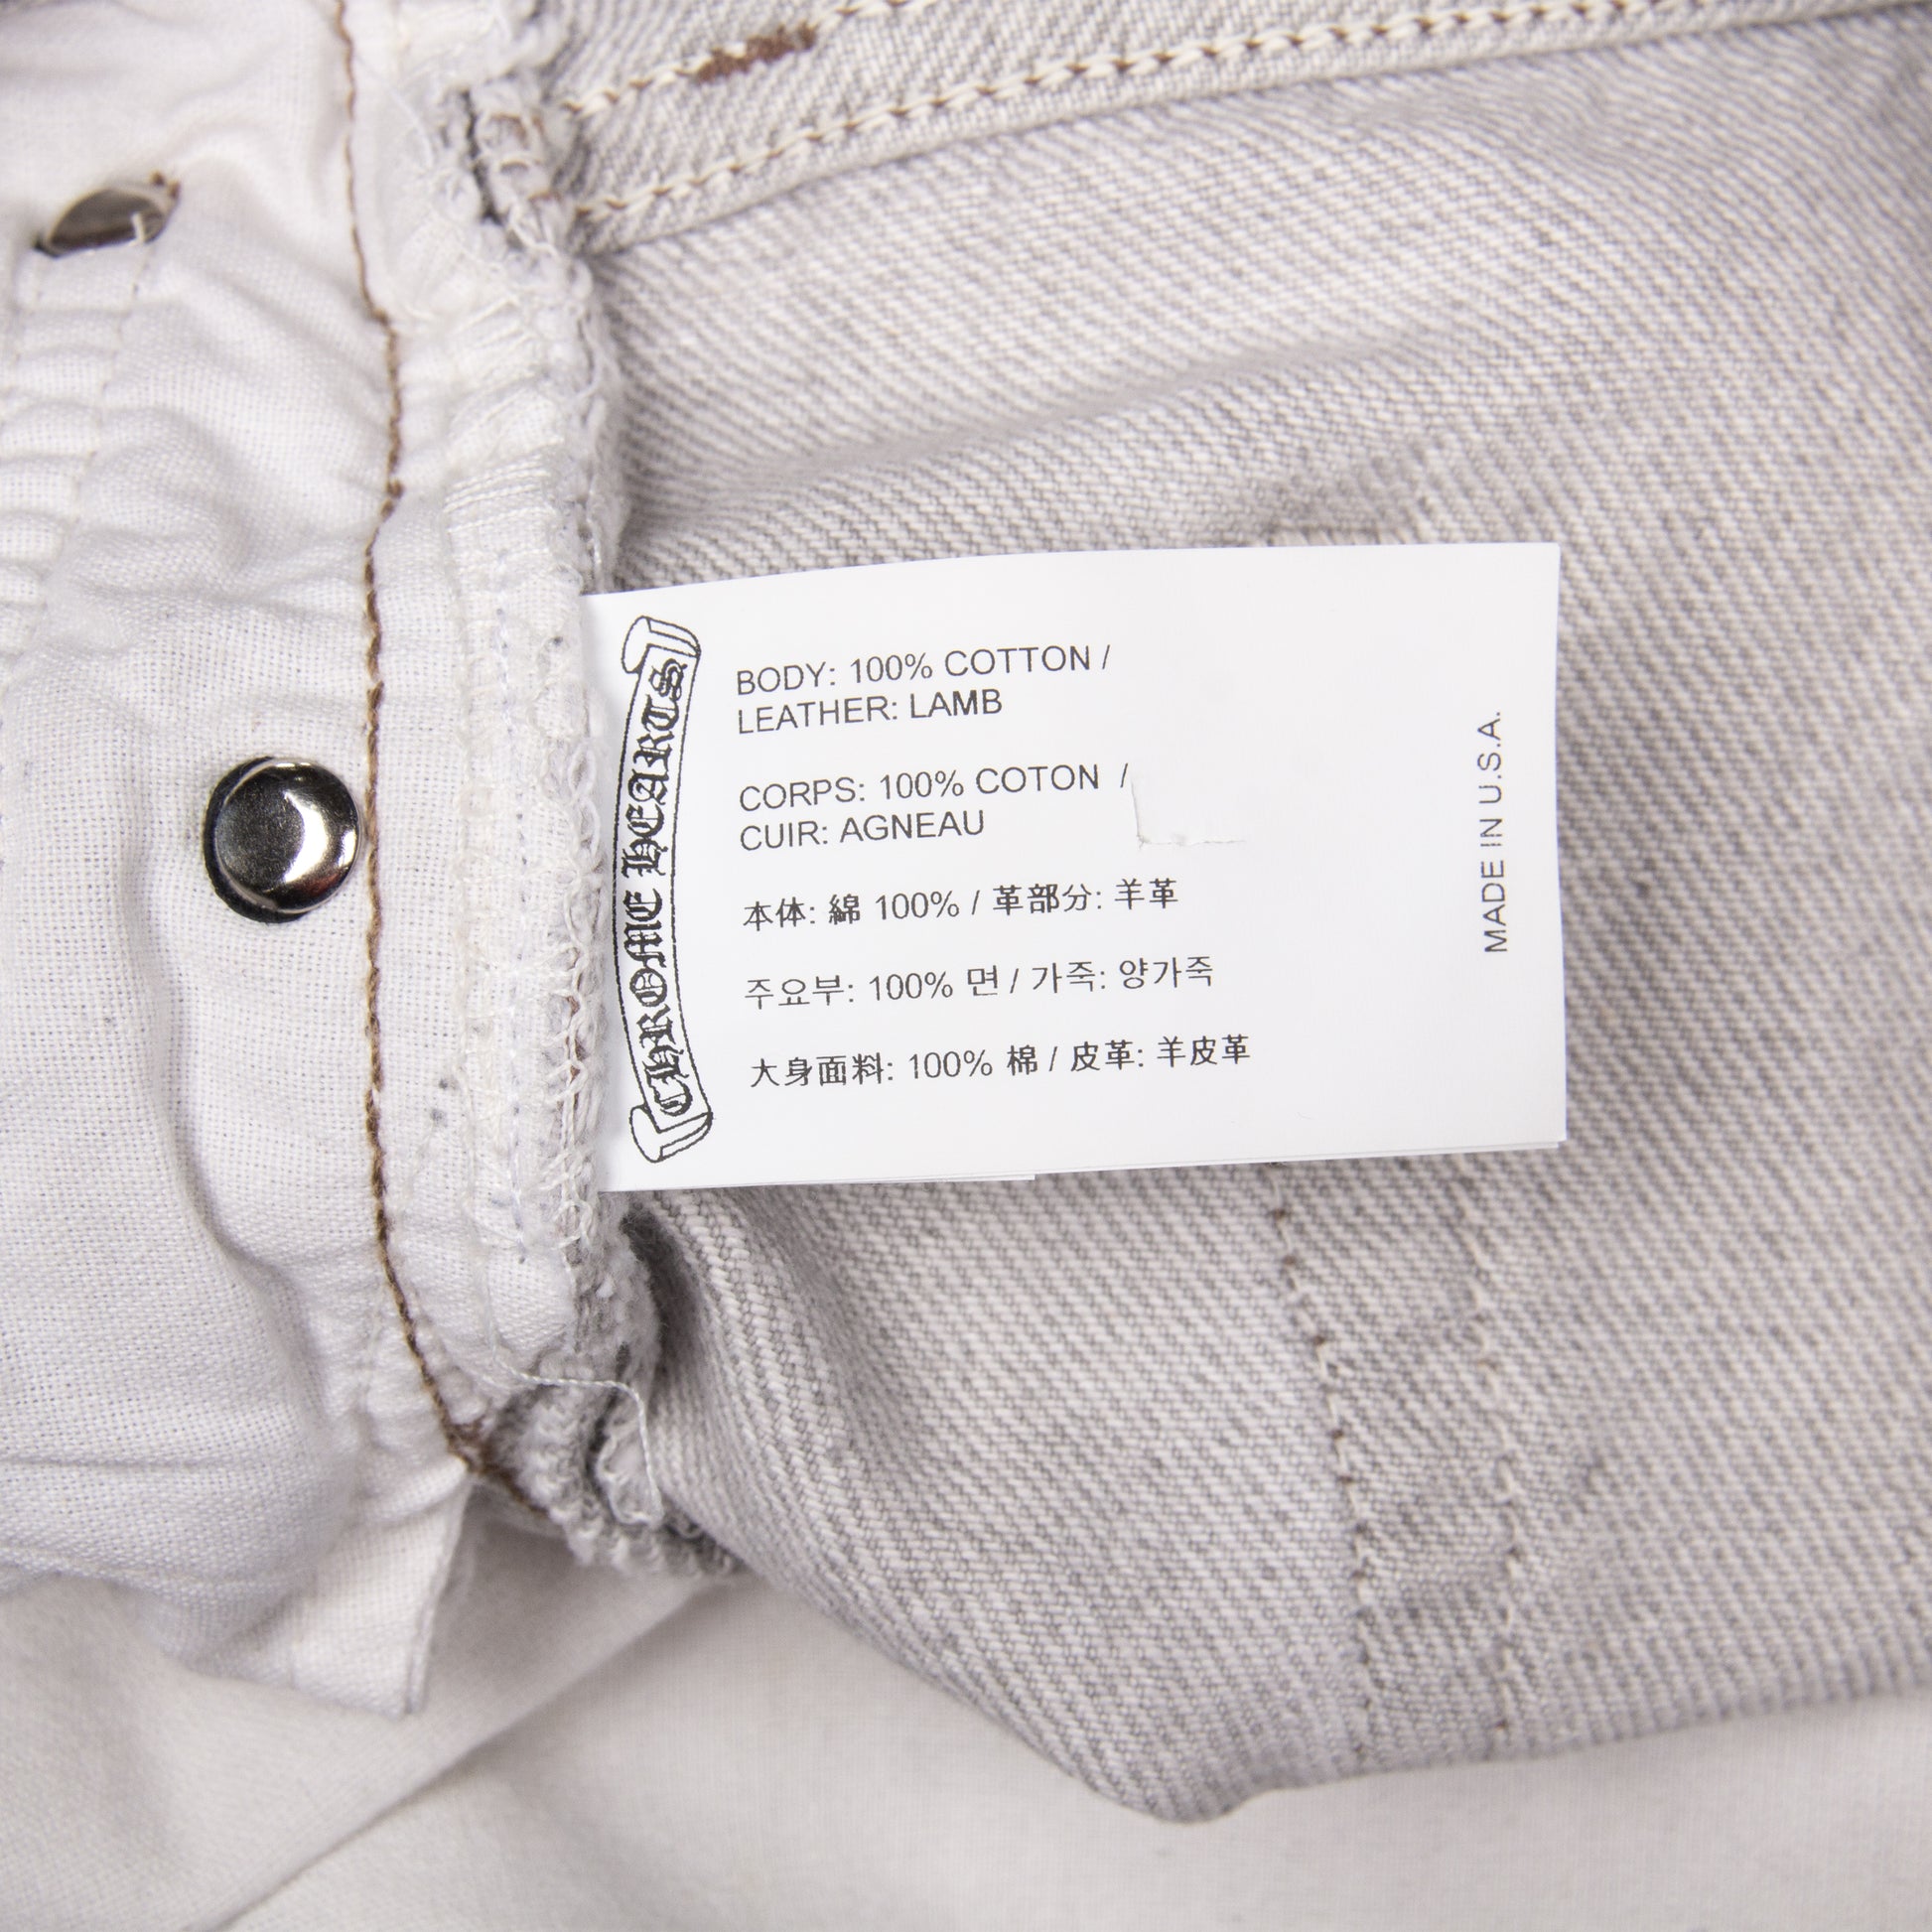 CHROME HEARTS
BODY: 100% COTTON /
LEATHER: LAMB
CORPS: 100% COTON /
CUIR: AGNEAU
本体: 綿 100% / 革部分: 羊革
주요부: 100% 면 / 가죽: 양가죽
大身面料: 100% 棉 / 皮革: 羊皮革
MADE IN U.S.A.